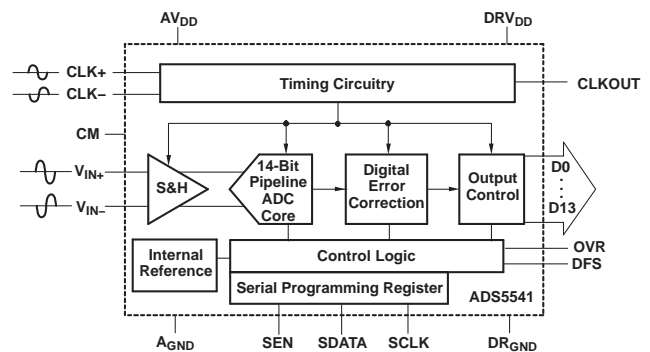 AVDD
DRVDD
CLK+
CLK−
Timing Circuitry
CLKOUT
CM
VIN+
VIN−
S&H
14-Bit
Pipeline
ADC
Core
Digital
Error
Correction
Output
Control
D0
D13
Internal
Reference
Control Logic
OVR
DFS
Serial Programming Register
ADS5541
AGND
SEN
SDATA
SCLK
DRGND